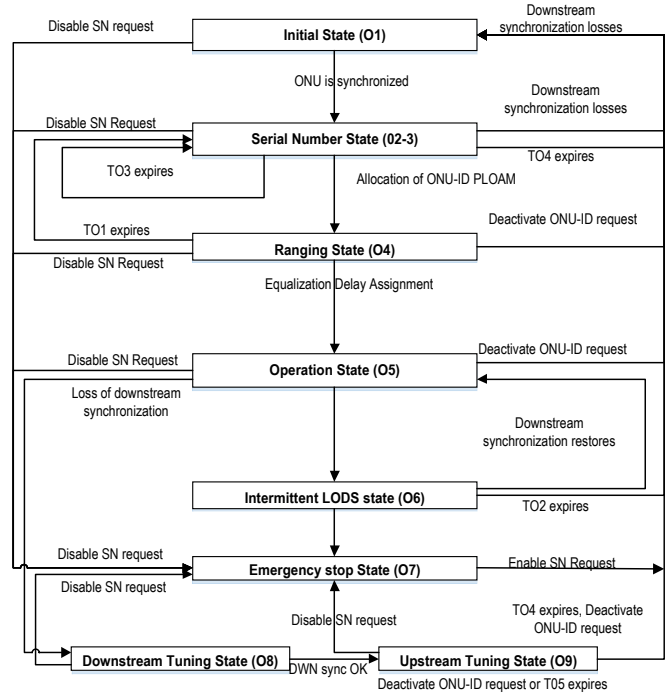 Downstream
synchronization losses
Disable SN request
Initial State (O1)
ONU is synchronized
Downstream
synchronization losses
Disable SN Request
Serial Number State (02-3)
TO4 expires
TO3 expires
Allocation of ONU-ID PLOAM
Deactivate ONU-ID request
TO1 expires
Ranging State (O4)
Disable SN Request
Equalization Delay Assignment
Deactivate ONU-ID request
Disable SN Request
Operation State (O5)
Loss of downstream
synchronization
Downstream
synchronization restores
Intermittent LODS state (O6)
TO2 expires
Disable SN request
Emergency stop State (O7)
Enable SN Request
Disable SN request
TO4 expires, Deactivate
ONU-ID request
Disable SN request
Downstream Tuning State (O8)
DWN sync OK
Upstream Tuning State (O9)
Deactivate ONU-ID request or T05 expires